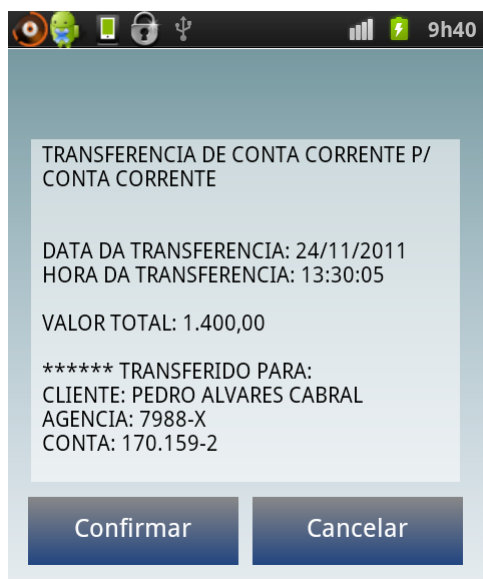 9h40
TRANSFERENCIA DE CONTA CORRENTE P/
CONTA CORRENTE
DATA DA TRANSFERENCIA: 24/11/2011
HORA DA TRANSFERENCIA: 13:30:05
VALOR TOTAL: 1.400,00
****** TRANSFERIDO PARA:
CLIENTE: PEDRO ALVARES CABRAL
AGENCIA: 7988-X
CONTA: 170.159-2
Confirmar
Cancelar